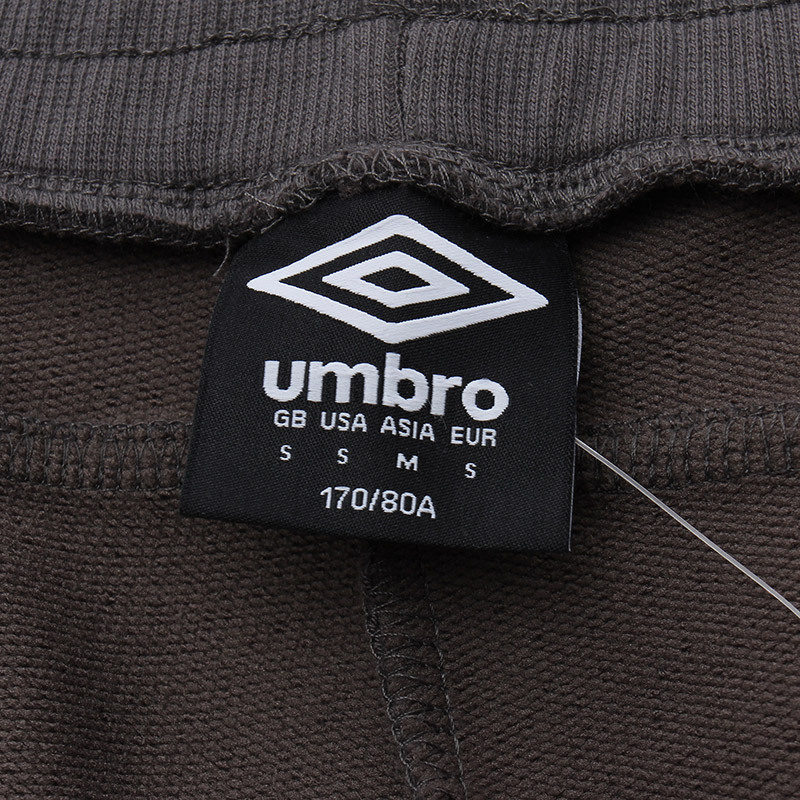 umbro
GB USA ASIA EUR
S S M S
170/80A